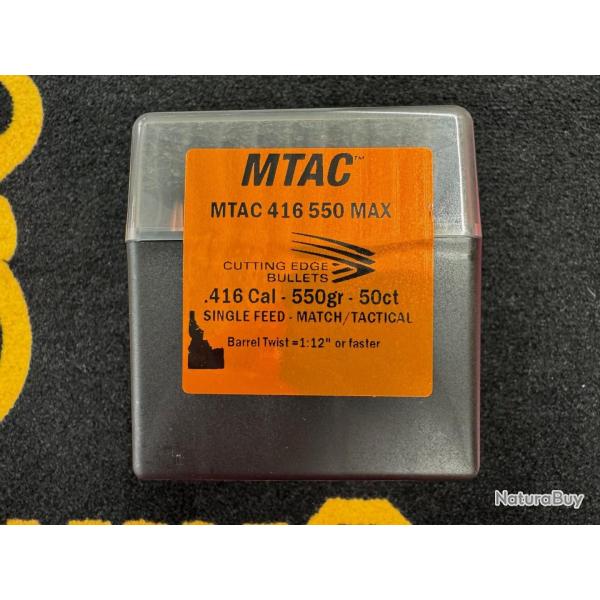 MTAC™
MTAC 416 550 MAX
CUTTING EDGE
BULLETS
.416 Cal - 550gr - 50ct
SINGLE FEED - MATCH/TACTICAL
Barrel Twist =1:12" or faster
NaturaBuy